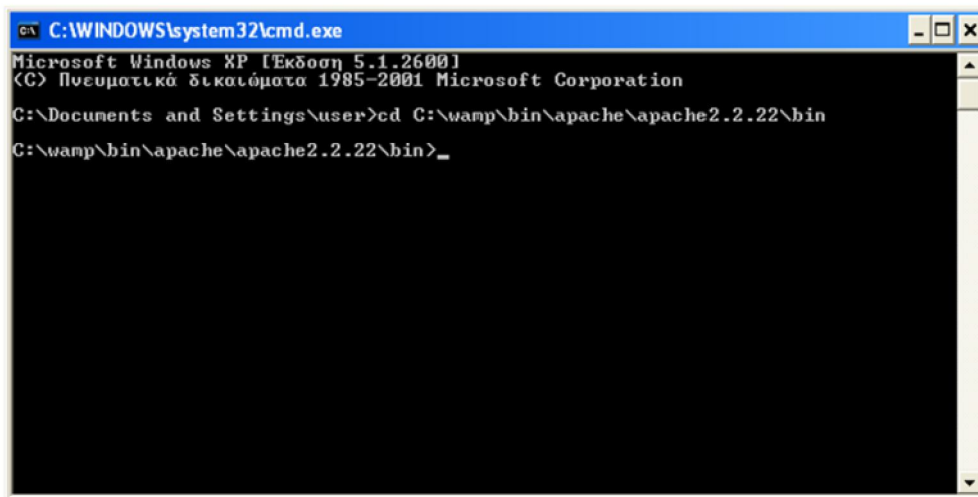 C:\WINDOWS\system32\cmd.exe
Microsoft Windows XP [Έκδοση 5.1.2600]
(C) Πνευματικά δικαιώματα 1985-2001 Microsoft Corporation
C:\Documents and Settings\user>cd C:\wamp\bin\apache\apache2.2.22\bin
C:\wamp\bin\apache\apache2.2.22\bin>_